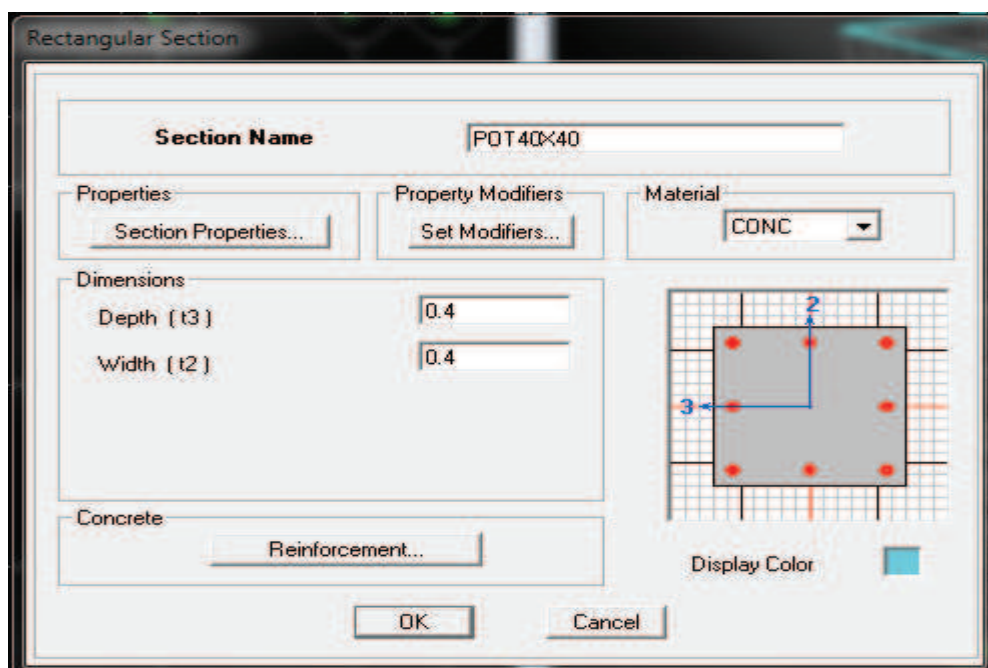 Rectangular Section
Section Name POT40X40
Properties
Section Properties...
Property Modifiers
Set Modifiers...
Material
CONC
Dimensions
Depth ( t3 ) 0.4
Width ( t2 ) 0.4
2
3
Concrete
Reinforcement...
Display Color
OK Cancel